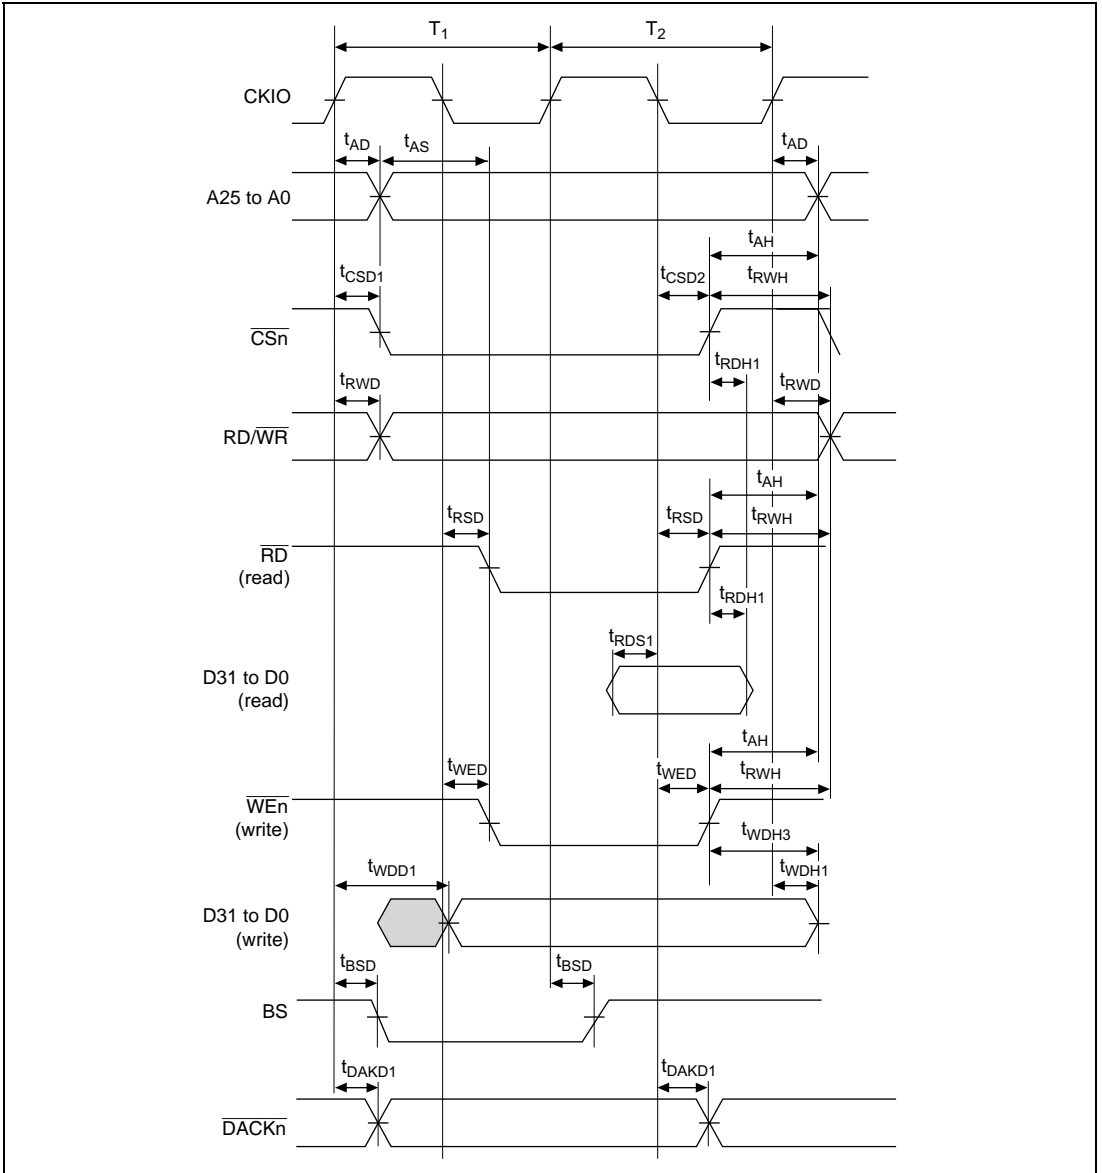 T1 T2
CKIO
tAD tAS tAD
A25 to A0
tAH
tCSD1 tCSD2 tRWH
CSn
tRDH1
tRWD tRWD
RD/WR
tAH
tRSD tRSD tRWH
RD
(read)
tRDH1
tRDS1
D31 to D0
(read)
tAH
tWED tWED tRWH
WEn
(write)
tWDH3
tWDD1 tWDH1
D31 to D0
(write)
tBSD tBSD
BS
tDAKD1 tDAKD1
DACKn